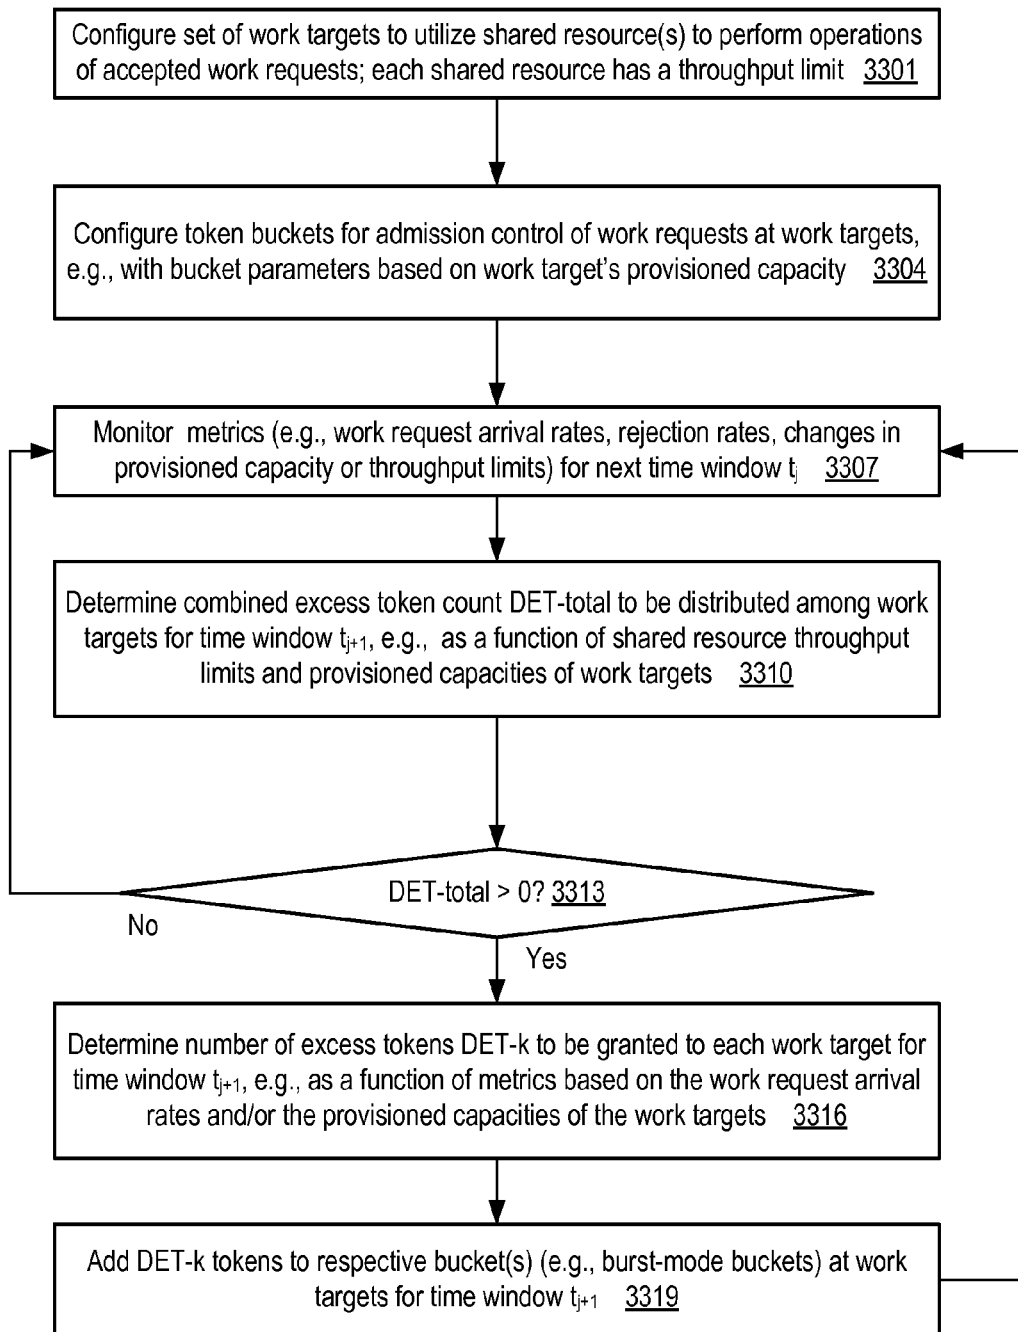 Configure set of work targets to utilize shared resource(s) to perform operations
of accepted work requests; each shared resource has a throughput limit 3301
Configure token buckets for admission control of work requests at work targets,
e.g., with bucket parameters based on work target's provisioned capacity 3304
Monitor metrics (e.g., work request arrival rates, rejection rates, changes in
provisioned capacity or throughput limits) for next time window tj 3307
Determine combined excess token count DET-total to be distributed among work
targets for time window tj+1, e.g., as a function of shared resource throughput
limits and provisioned capacities of work targets 3310
DET-total > 0? 3313
No
Yes
Determine number of excess tokens DET-k to be granted to each work target for
time window tj+1, e.g., as a function of metrics based on the work request arrival
rates and/or the provisioned capacities of the work targets 3316
Add DET-k tokens to respective bucket(s) (e.g., burst-mode buckets) at work
targets for time window tj+1 3319